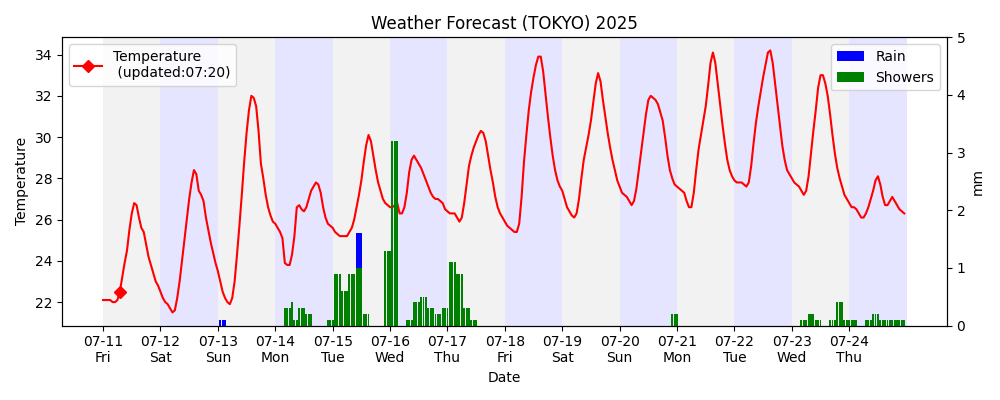 Weather Forecast (TOKYO) 2025
Temperature
(updated:07:20)
Rain
Showers
Temperature
34
32
30
28
26
24
22
5
4
3
2
1
0
mm
07-11 07-12 07-13 07-14 07-15 07-16 07-17 07-18 07-19 07-20 07-21 07-22 07-23 07-24
Fri Sat Sun Mon Tue Wed Thu Fri Sat Sun Mon Tue Wed Thu
Date